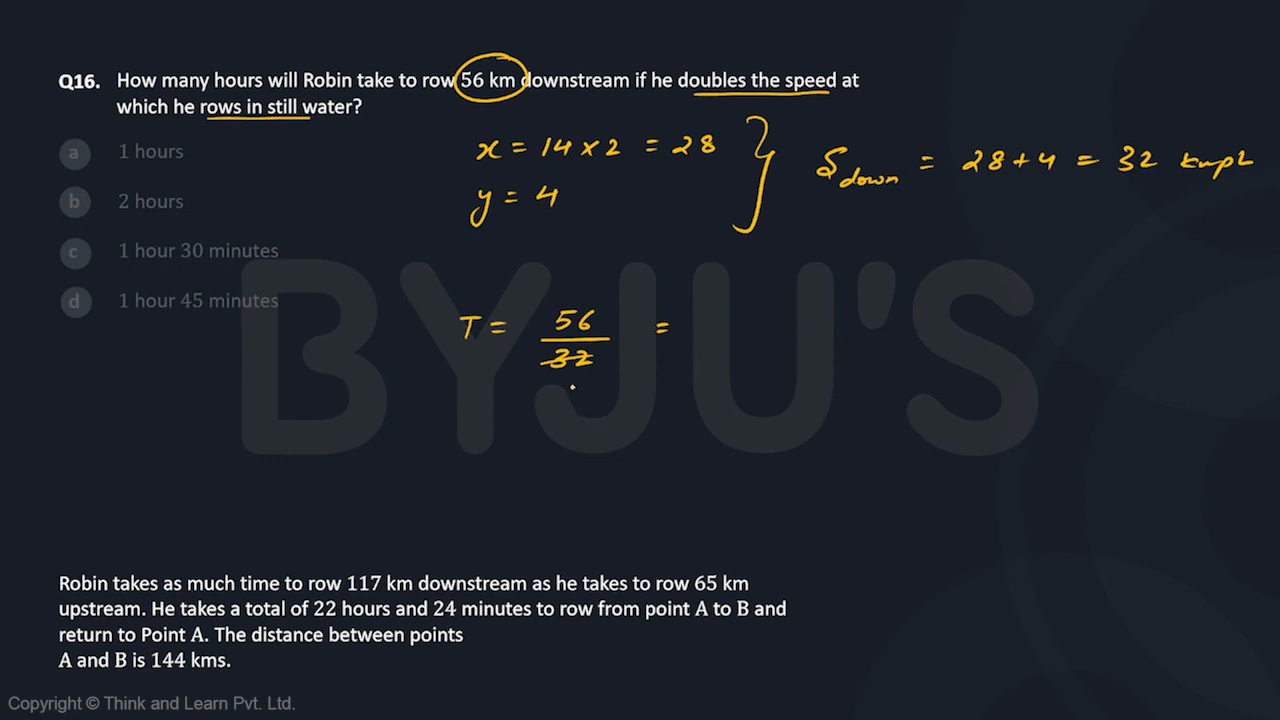 Q16. How many hours will Robin take to row 56 km downstream if he doubles the speed at
which he rows in still water?
a 1 hours
b 2 hours
c 1 hour 30 minutes
d 1 hour 45 minutes
x = 14 × 2 = 28
y = 4
S down = 28 + 4 = 32 kmph
T = 56 / 32 =
BYJU'S
Robin takes as much time to row 117 km downstream as he takes to row 65 km
upstream. He takes a total of 22 hours and 24 minutes to row from point A to B and
return to Point A. The distance between points
A and B is 144 kms.
Copyright © Think and Learn Pvt. Ltd.